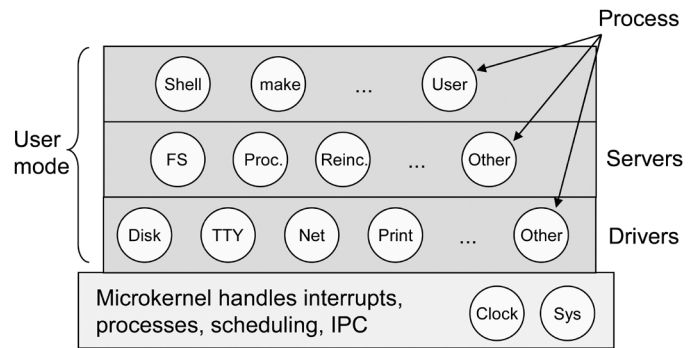 Process
Shell make ... User
User
mode
FS Proc. Reinc. ... Other
Servers
Disk TTY Net Print ... Other
Drivers
Microkernel handles interrupts,
processes, scheduling, IPC
Clock Sys